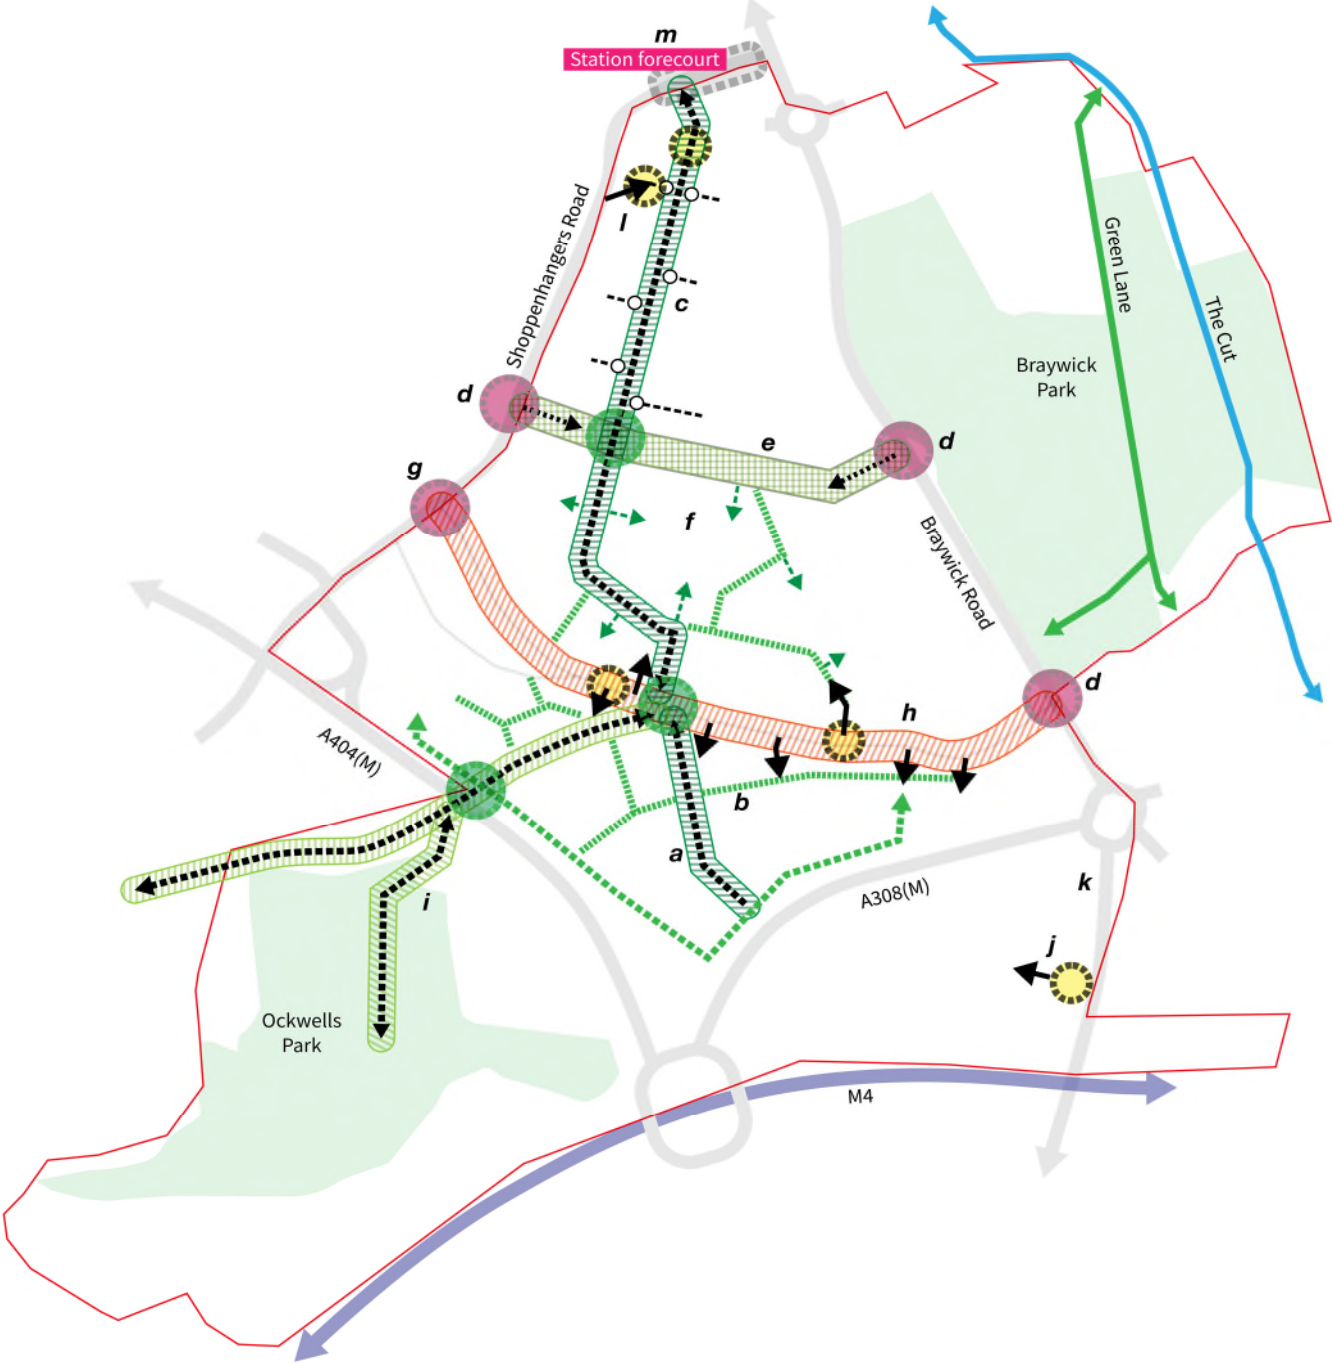 m
Station forecourt
Shoppenhangers Road
l
c
Green Lane
The Cut
Braywick
Park
d
e
d
g
f
Braywick Road
d
h
A404(M)
b
a
A308(M)
k
i
j
Ockwells
Park
M4